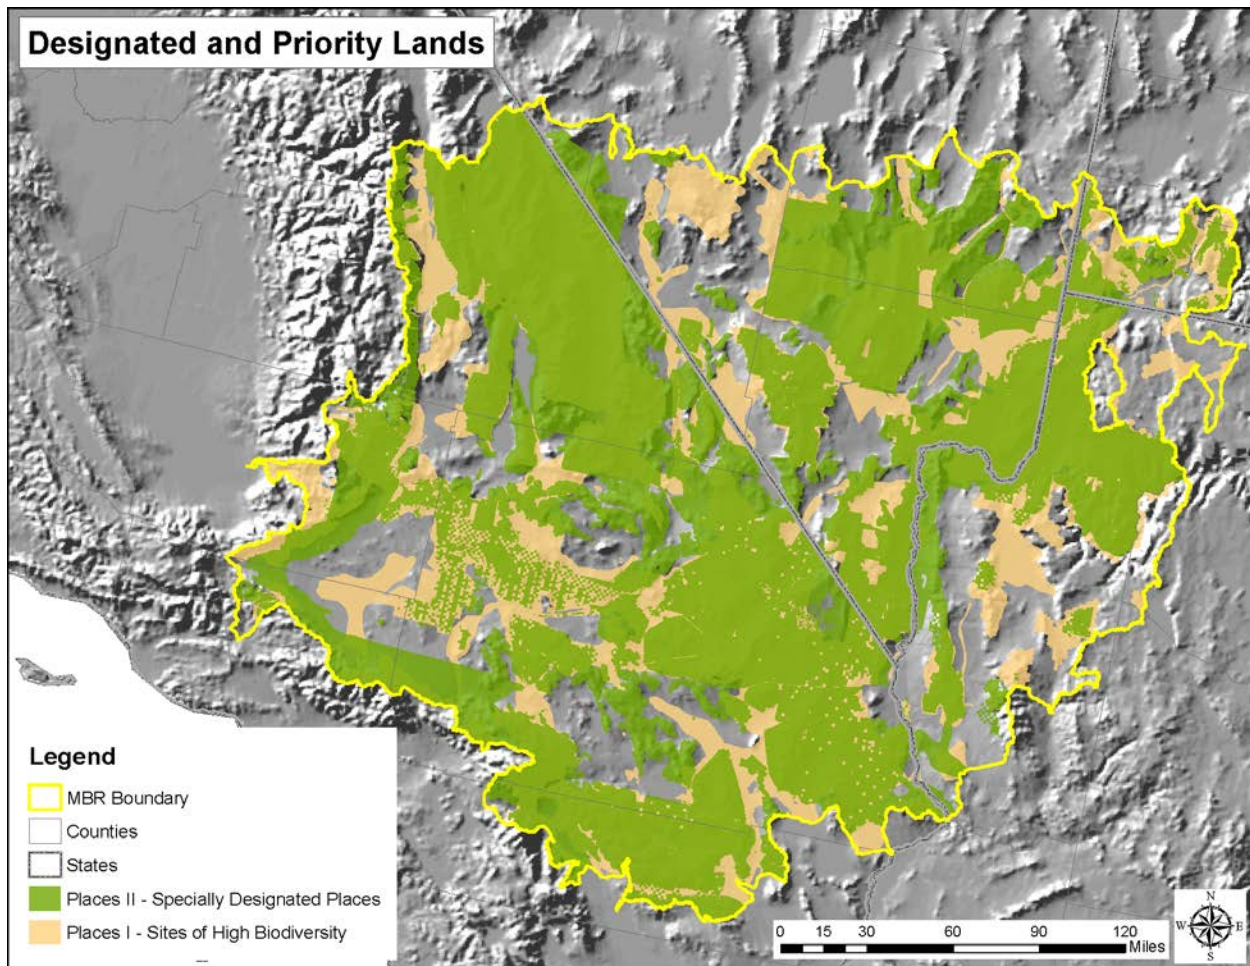 Designated and Priority Lands
Legend
MBR Boundary
Counties
States
Places II - Specially Designated Places
Places I - Sites of High Biodiversity
0 15 30 60 90 120
Miles
N
W E
S